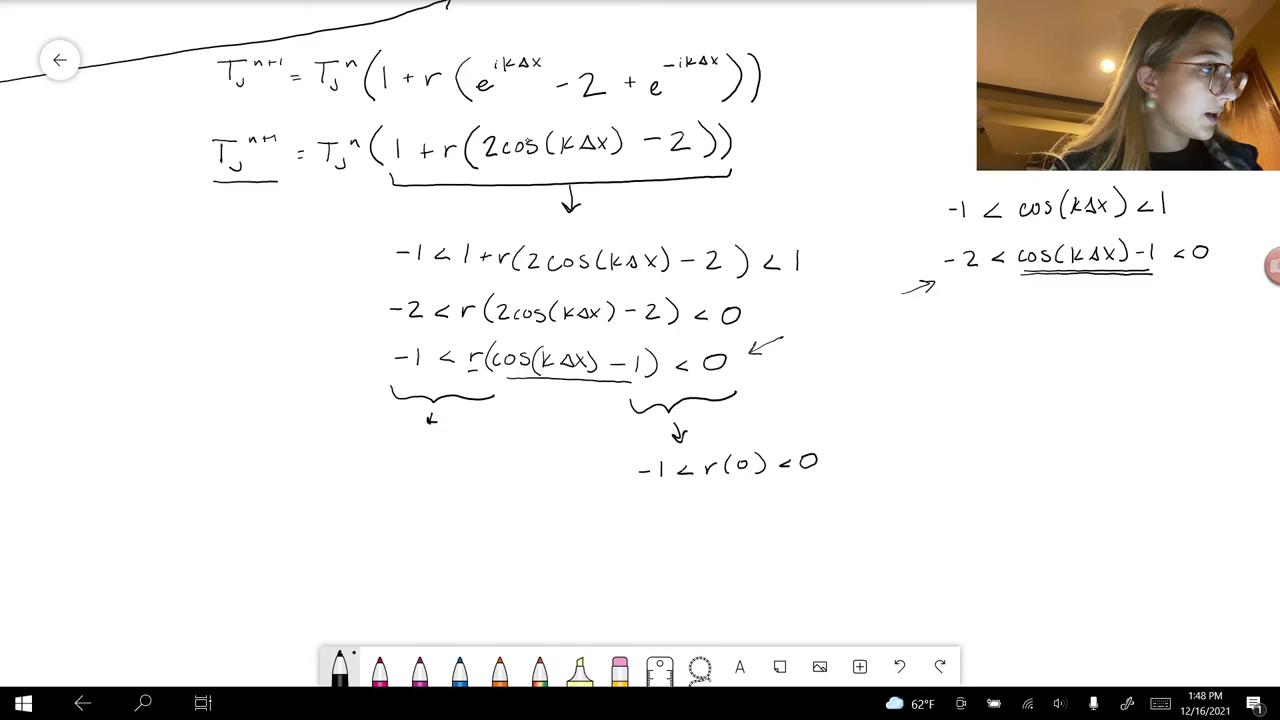 T_j^{n+1} = T_j^n (1 + r (e^{ikΔx} - 2 + e^{-ikΔx}))
T_j^{n+1} = T_j^n (1 + r(2cos(kΔx) - 2))
-1 < cos(kΔx) < 1
-2 < cos(kΔx) - 1 < 0
-1 < 1 + r(2cos(kΔx) - 2) < 1
-2 < r(2cos(kΔx) - 2) < 0
-1 < r(cos(kΔx) - 1) < 0
-1 < r(0) < 0
A
62°F
1:48 PM
12/16/2021
1